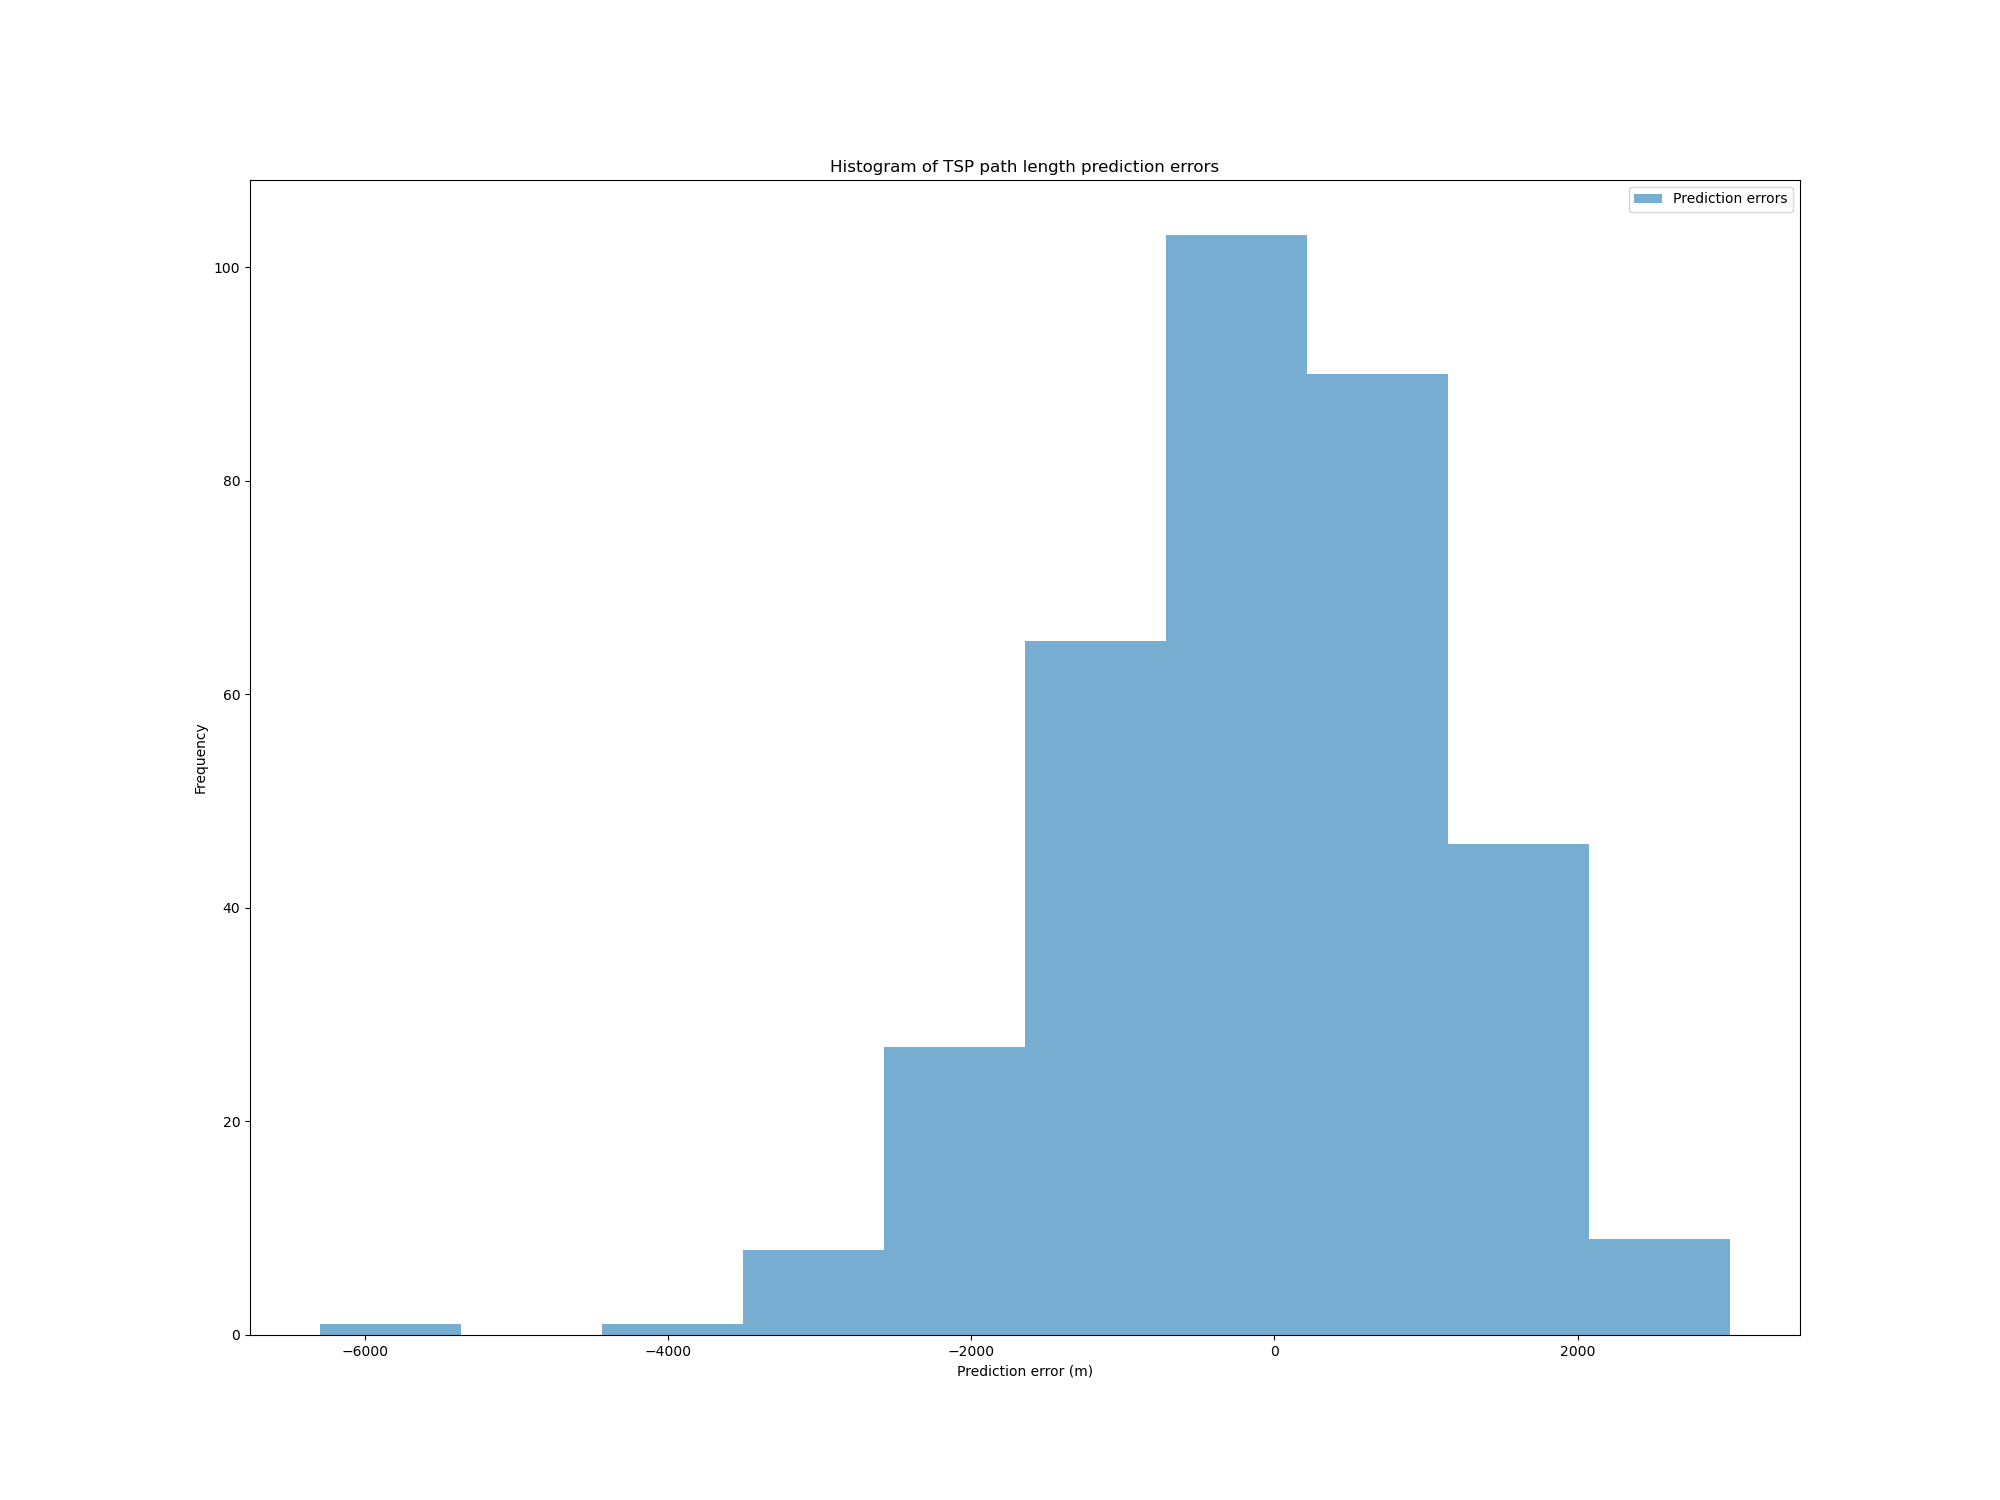 Histogram of TSP path length prediction errors
Prediction errors
100
80
60
40
20
0
Frequency
−6000
−4000
−2000
0
2000
Prediction error (m)